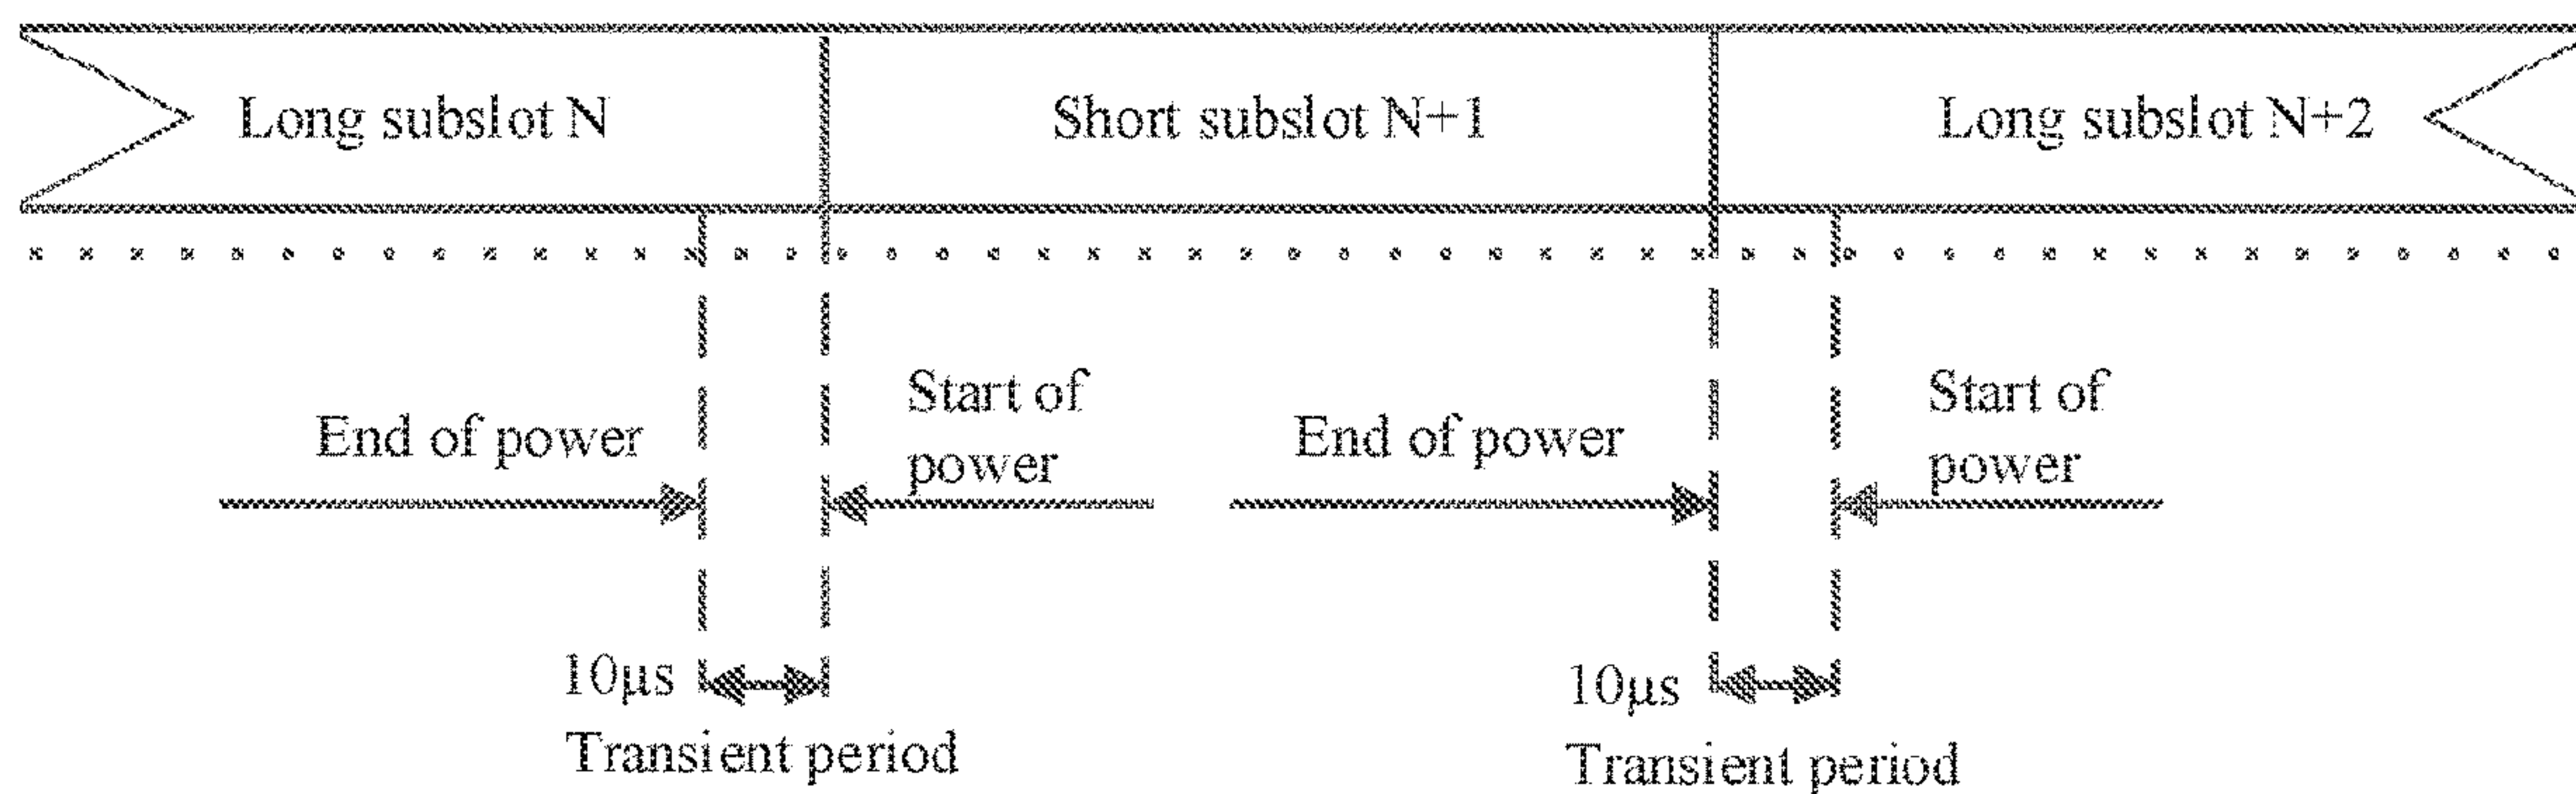 Long subslot N
Short subslot N+1
Long subslot N+2
End of power
Start of
power
End of power
Start of
power
10μs
Transient period
10μs
Transient period